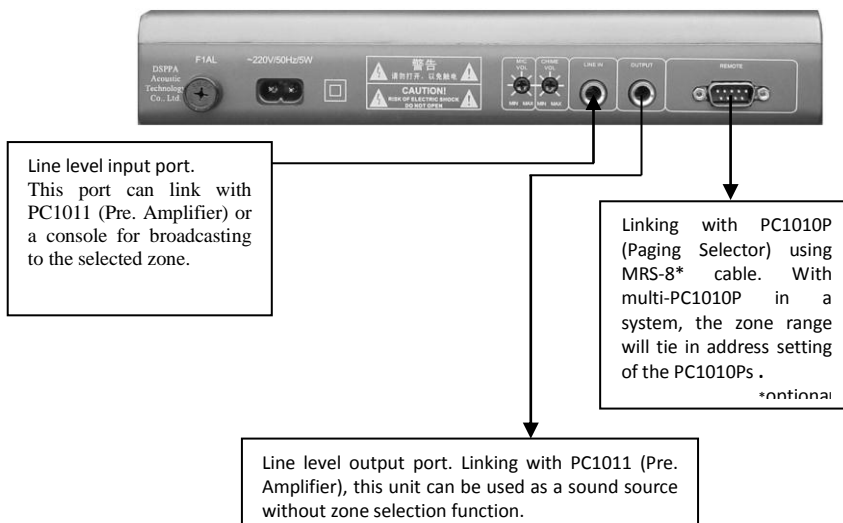 F1AL
~220V/50Hz/5W
DSPPA
Acoustic
Technology
Co., Ltd
警告
请勿打开，以免触电
CAUTION!
RISK OF ELECTRIC SHOCK
DO NOT OPEN
MIC
VOL
MIN MAX
CHIME
VOL
MIN MAX
LINE IN
OUTPUT
REMOTE
Line level input port.
This port can link with
PC1011 (Pre. Amplifier) or
a console for broadcasting
to the selected zone.
Linking with PC1010P
(Paging Selector) using
MRS-8* cable. With
multi-PC1010P in a
system, the zone range
will tie in address setting
of the PC1010Ps .
*optional
Line level output port. Linking with PC1011 (Pre.
Amplifier), this unit can be used as a sound source
without zone selection function.